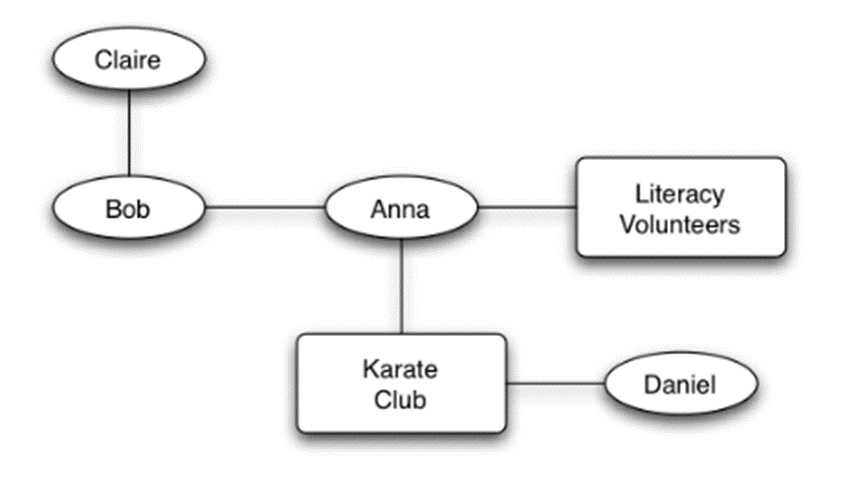 Claire
Bob
Anna
Literacy
Volunteers
Karate
Club
Daniel